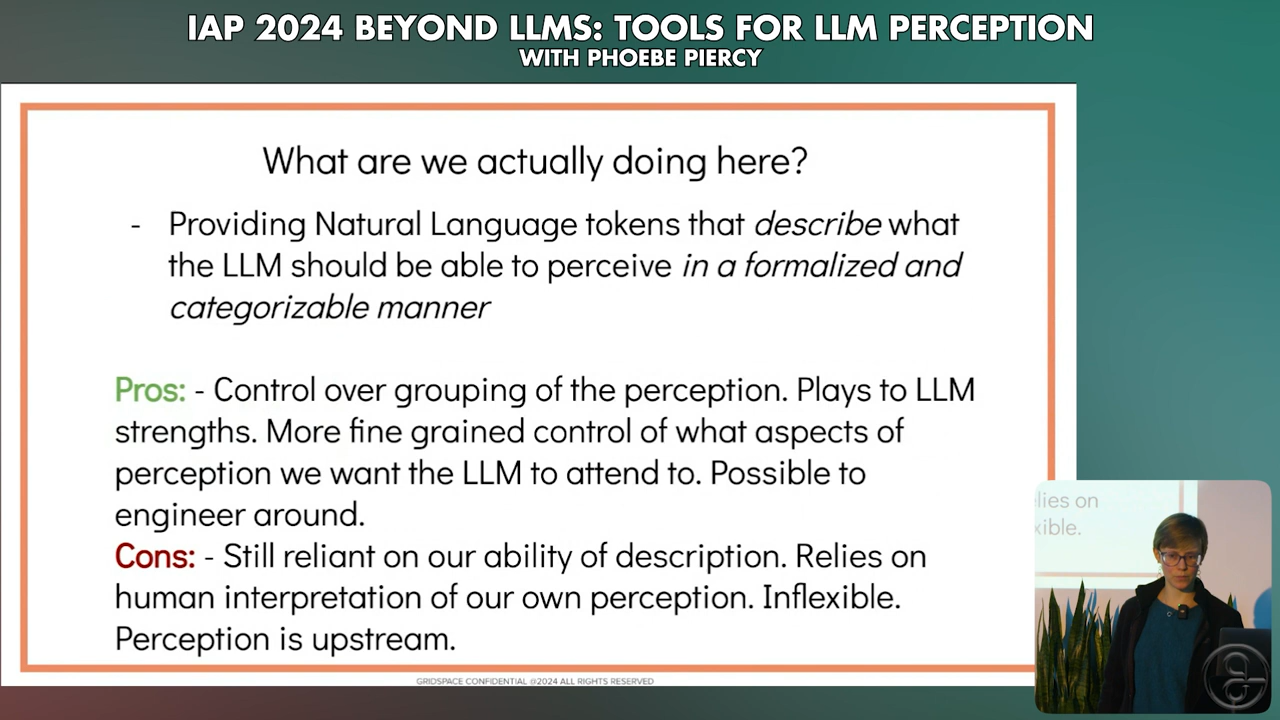 IAP 2024 BEYOND LLMS: TOOLS FOR LLM PERCEPTION
WITH PHOEBE PIERCY
What are we actually doing here?
- Providing Natural Language tokens that describe what
the LLM should be able to perceive in a formalized and
categorizable manner
Pros: - Control over grouping of the perception. Plays to LLM
strengths. More fine grained control of what aspects of
perception we want the LLM to attend to. Possible to
engineer around.
Cons: - Still reliant on our ability of description. Relies on
human interpretation of our own perception. Inflexible.
Perception is upstream.
GRIDSPACE CONFIDENTIAL @2024 ALL RIGHTS RESERVED
elies on
xible.